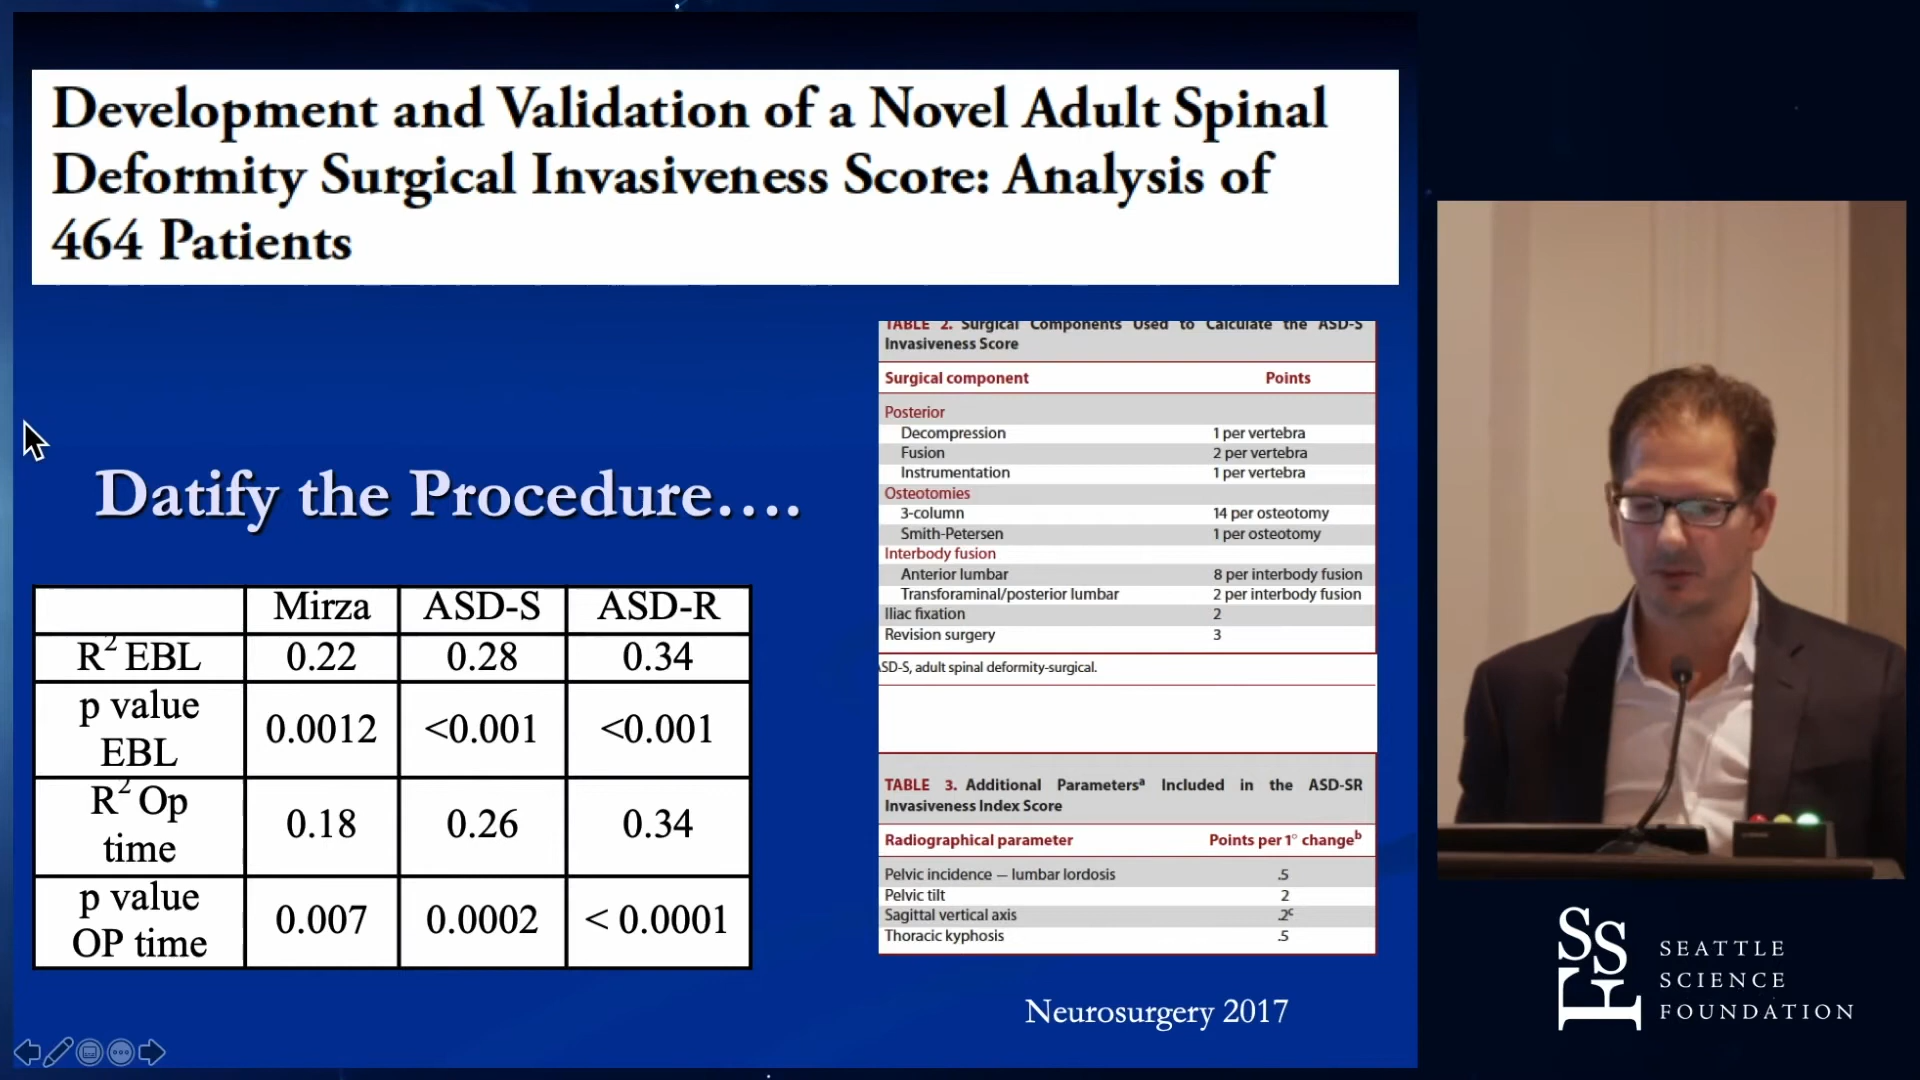 Development and Validation of a Novel Adult Spinal
Deformity Surgical Invasiveness Score: Analysis of
464 Patients
Datify the Procedure....
Mirza ASD-S ASD-R
R2 EBL 0.22 0.28 0.34
p value
EBL 0.0012 <0.001 <0.001
R2 Op
time 0.18 0.26 0.34
p value
OP time 0.007 0.0002 < 0.0001
TABLE 2. Surgical Components Used to Calculate the ASD-S
Invasiveness Score
Surgical component Points
Posterior
Decompression 1 per vertebra
Fusion 2 per vertebra
Instrumentation 1 per vertebra
Osteotomies
3-column 14 per osteotomy
Smith-Petersen 1 per osteotomy
Interbody fusion
Anterior lumbar 8 per interbody fusion
Transforaminal/posterior lumbar 2 per interbody fusion
Iliac fixation 2
Revision surgery 3
ASD-S, adult spinal deformity-surgical.
TABLE 3. Additional Parametersa Included in the ASD-SR
Invasiveness Index Score
Radiographical parameter Points per 1° changeb
Pelvic incidence — lumbar lordosis .5
Pelvic tilt 2
Sagittal vertical axis .2c
Thoracic kyphosis .5
Neurosurgery 2017
SSF
SEATTLE
SCIENCE
FOUNDATION